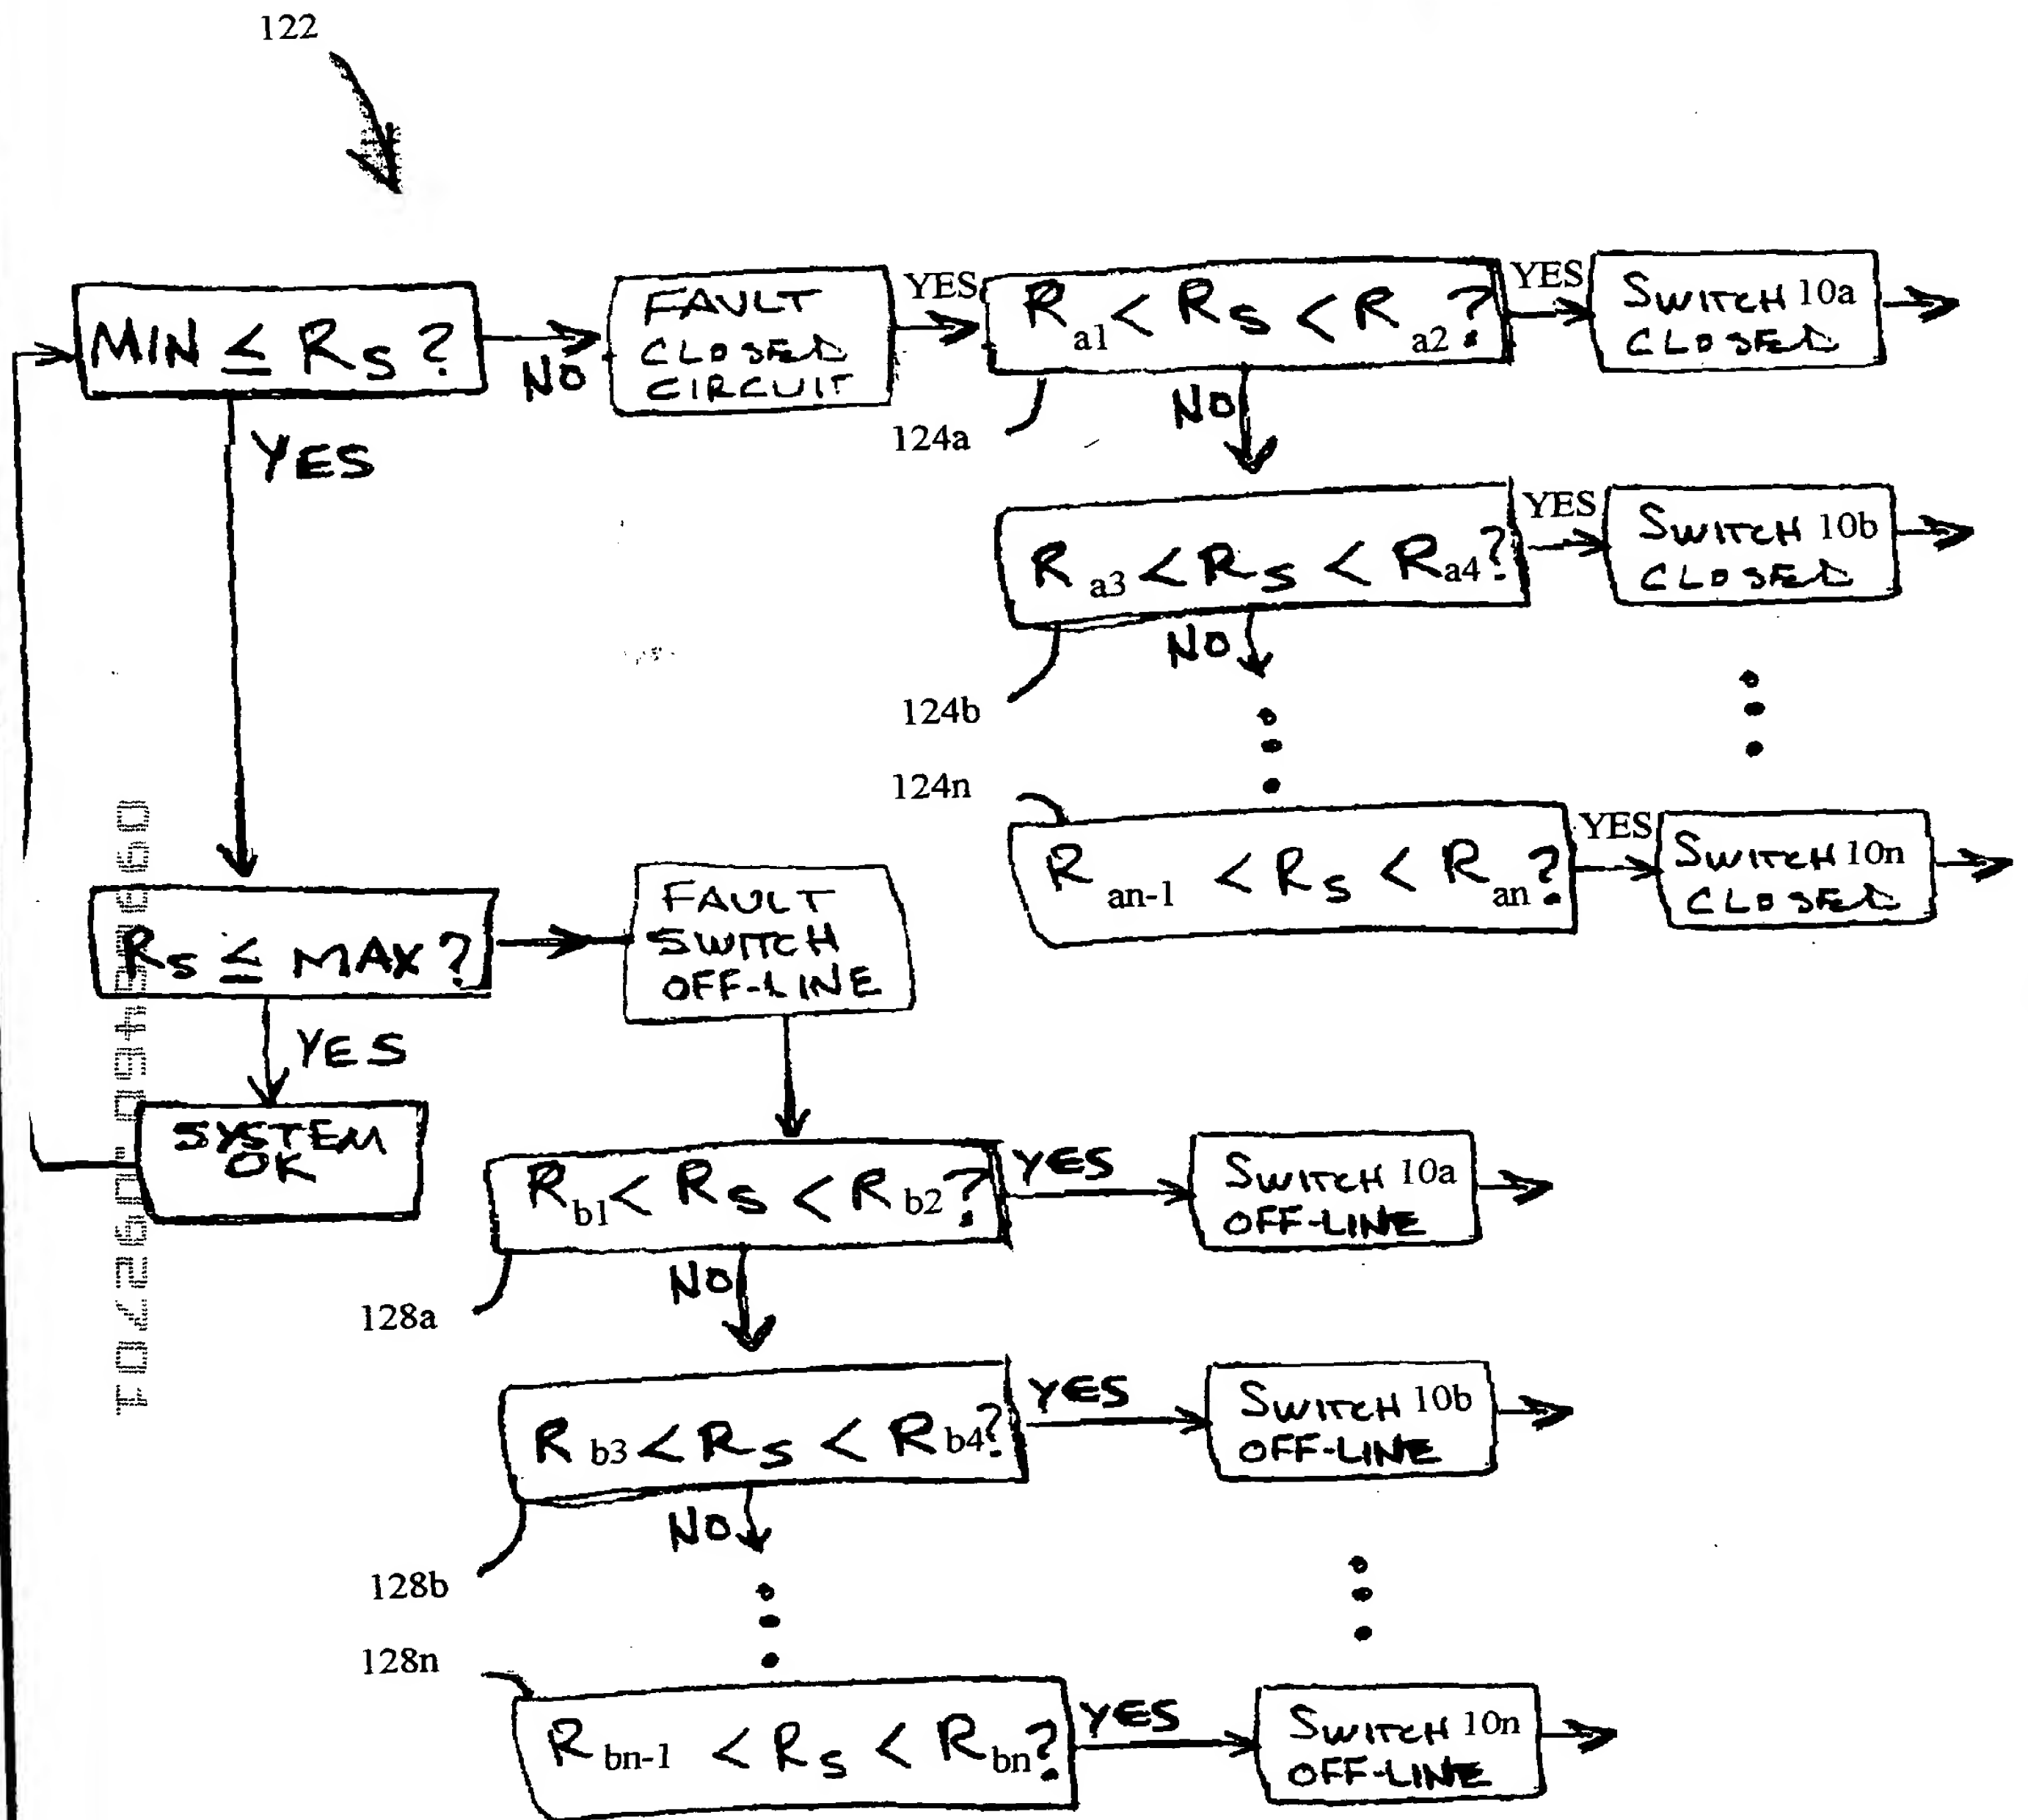 122
MIN ≤ RS ?
NO
FAULT
CLOSED
CIRCUIT
YES
Ra1 < RS < Ra2 ?
YES
SWITCH 10a
CLOSED
124a
NO
YES
Ra3 < RS < Ra4?
YES
SWITCH 10b
CLOSED
124b
NO
124n
Ran-1 < RS < Ran?
YES
SWITCH 10n
CLOSED
RS ≤ MAX ?
FAULT
SWITCH
OFF-LINE
YES
SYSTEM
OK
Rb1 < RS < Rb2 ?
YES
SWITCH 10a
OFF-LINE
128a
NO
Rb3 < RS < Rb4?
YES
SWITCH 10b
OFF-LINE
128b
NO
128n
Rbn-1 < RS < Rbn?
YES
SWITCH 10n
OFF-LINE